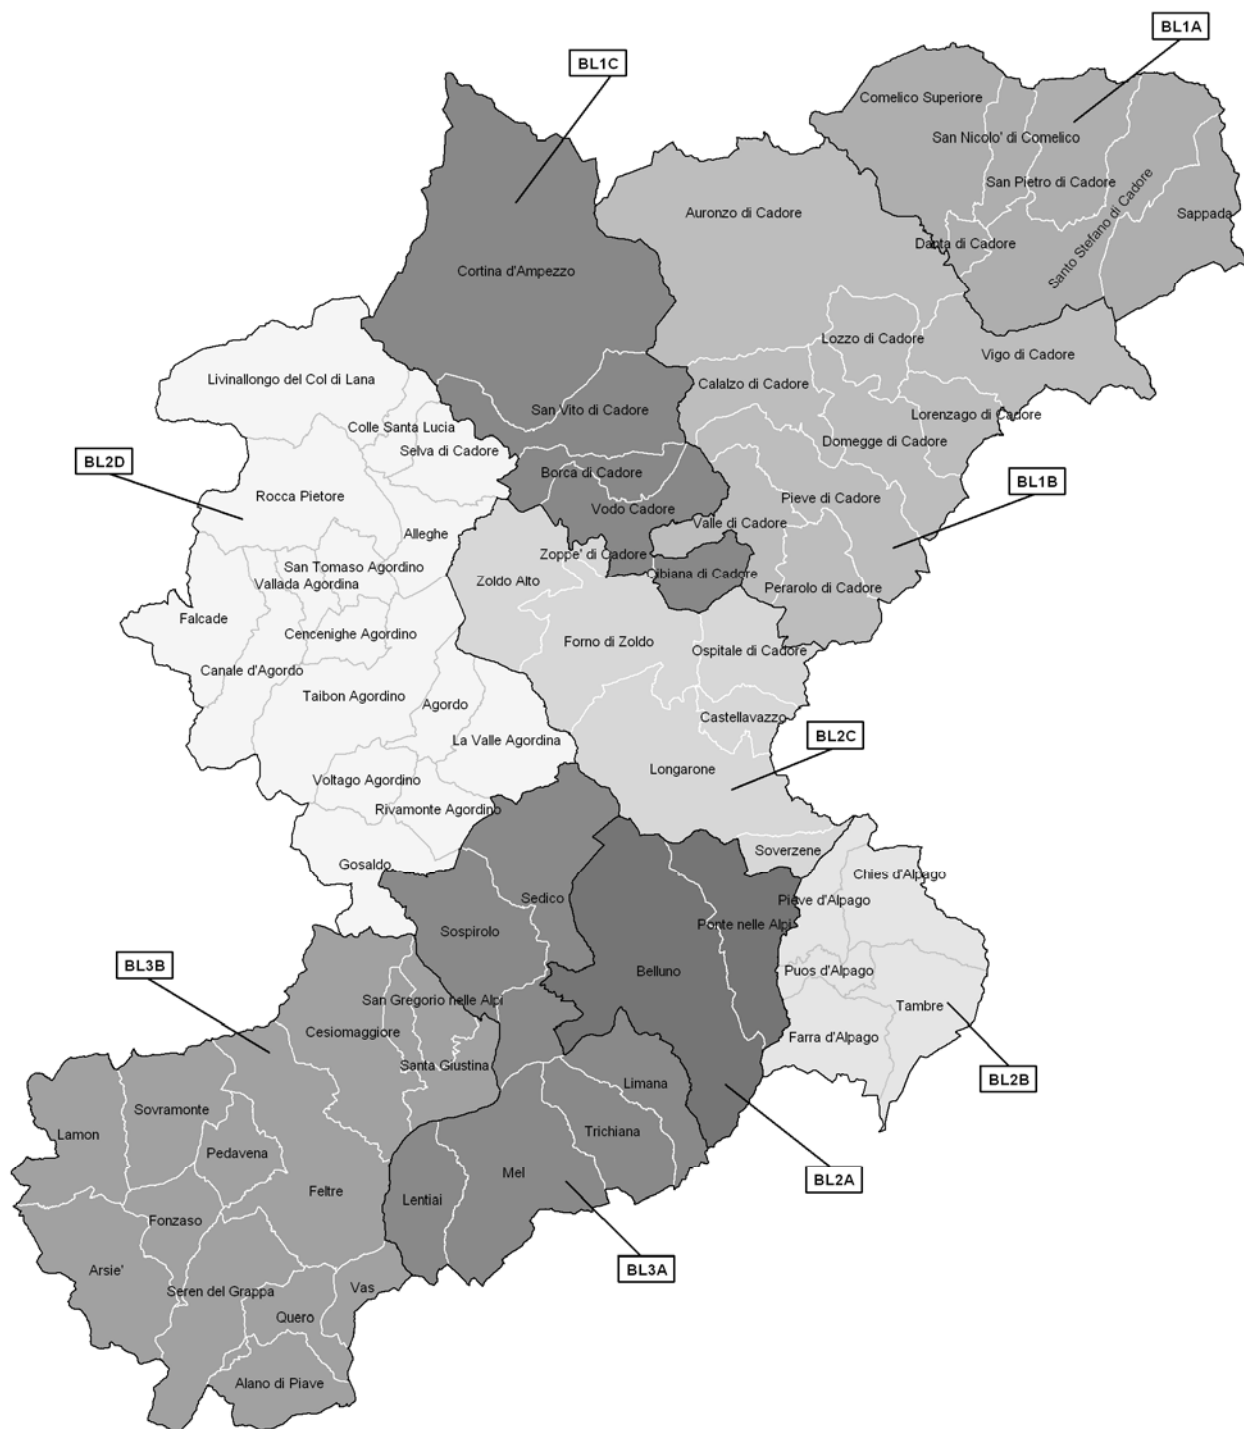 BL1A
BL1C
Comelico Superiore
San Nicolo' di Comelico
San Pietro di Cadore
Santo Stefano di Cadore
Sappada
Auronzo di Cadore
Danta di Cadore
Cortina d'Ampezzo
Lozzo di Cadore
Vigo di Cadore
Livinallongo del Col di Lana
Calalzo di Cadore
San Vito di Cadore
Lorenzago di Cadore
Colle Santa Lucia
Domegge di Cadore
Selva di Cadore
BL2D
Borca di Cadore
BL1B
Rocca Pietore
Pieve di Cadore
Vodo Cadore
Valle di Cadore
Alleghe
Zoppe' di Cadore
San Tomaso Agordino
Cibiana di Cadore
Zoldo Alto
Vallada Agordina
Perarolo di Cadore
Falcade
Cencenighe Agordino
Forno di Zoldo
Ospitale di Cadore
Canale d'Agordo
Taibon Agordino
Agordo
Castellavazzo
La Valle Agordina
BL2C
Longarone
Voltago Agordino
Rivamonte Agordino
Soverzene
Gosaldo
Chies d'Alpago
Sedico
Pieve d'Alpago
Ponte nelle Alpi
Sospirolo
BL3B
Belluno
Puos d'Alpago
San Gregorio nelle Alpi
Tambre
Cesiomaggiore
Farra d'Alpago
Santa Giustina
BL2B
Limana
Sovramonte
Lamon
Trichiana
Pedavena
Mel
BL2A
Feltre
Lentiai
Fonzaso
Arsie'
BL3A
Vas
Seren del Grappa
Quero
Alano di Piave